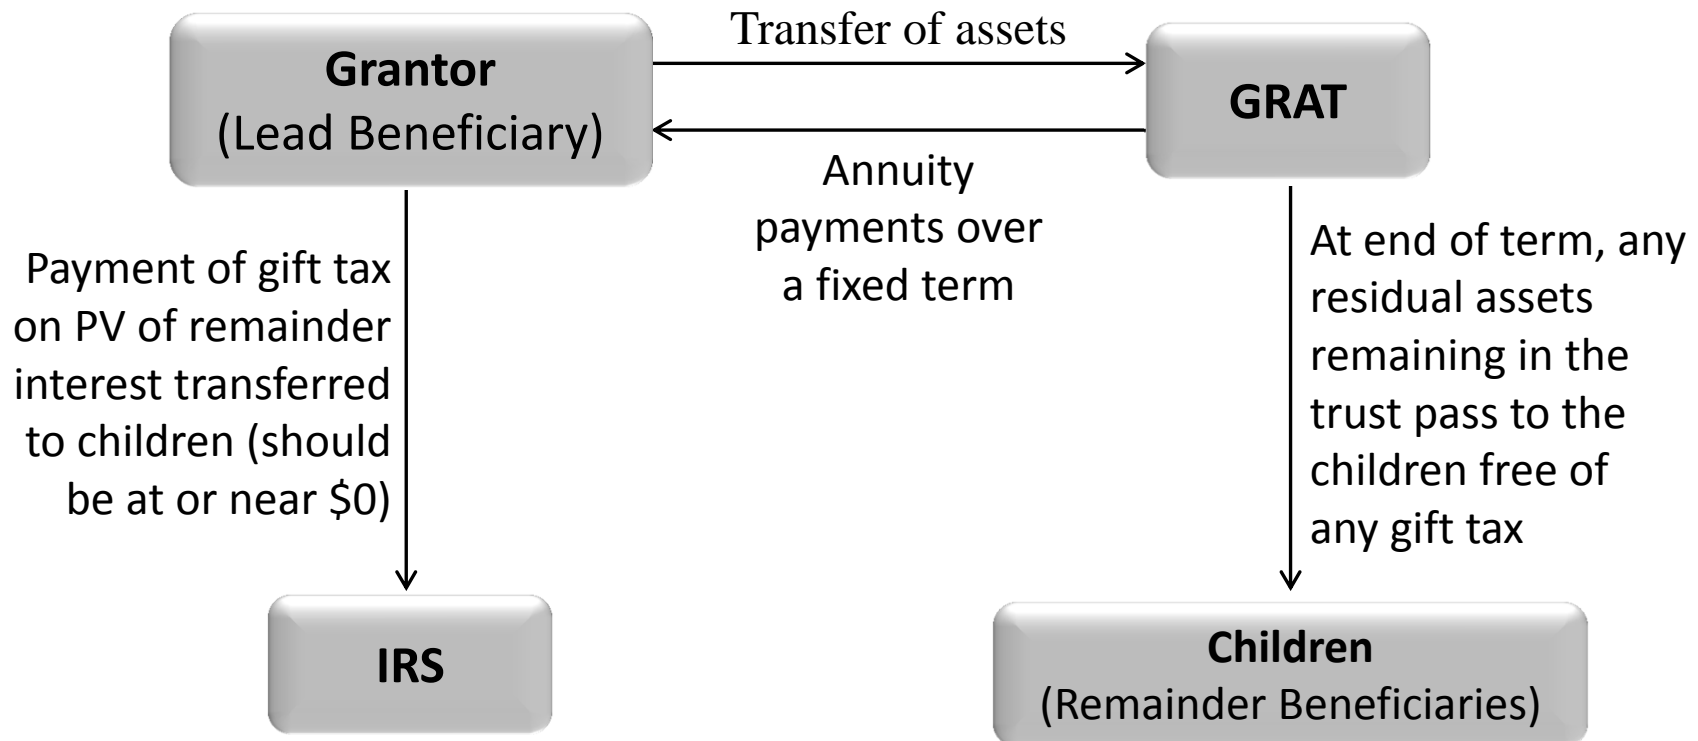 Grantor
(Lead Beneficiary)
Transfer of assets
GRAT
Annuity
payments over
a fixed term
Payment of gift tax
on PV of remainder
interest transferred
to children (should
be at or near $0)
At end of term, any
residual assets
remaining in the
trust pass to the
children free of
any gift tax
IRS
Children
(Remainder Beneficiaries)